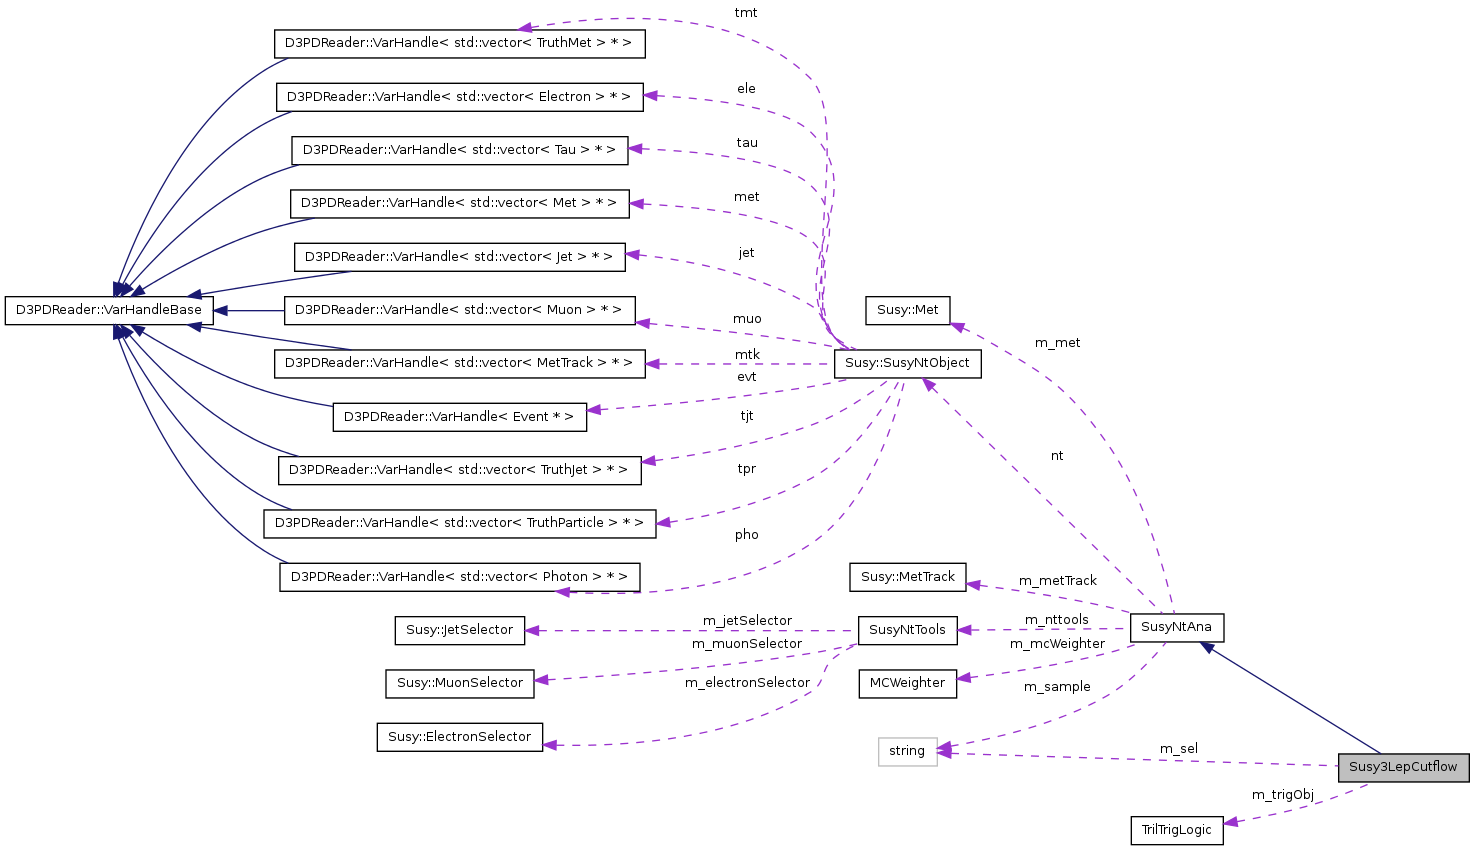 tmt
D3PDReader::VarHandle< std::vector< TruthMet > * >
ele
D3PDReader::VarHandle< std::vector< Electron > * >
tau
D3PDReader::VarHandle< std::vector< Tau > * >
met
D3PDReader::VarHandle< std::vector< Met > * >
jet
D3PDReader::VarHandle< std::vector< Jet > * >
D3PDReader::VarHandleBase
D3PDReader::VarHandle< std::vector< Muon > * >
muo
Susy::Met
m_met
D3PDReader::VarHandle< std::vector< MetTrack > * >
mtk
Susy::SusyNtObject
evt
D3PDReader::VarHandle< Event * >
tjt
nt
D3PDReader::VarHandle< std::vector< TruthJet > * >
tpr
D3PDReader::VarHandle< std::vector< TruthParticle > * >
pho
D3PDReader::VarHandle< std::vector< Photon > * >
Susy::MetTrack
m_metTrack
Susy::JetSelector
m_jetSelector
SusyNtTools
m_nttools
SusyNtAna
m_muonSelector
m_mcWeighter
Susy::MuonSelector
m_electronSelector
MCWeighter
m_sample
Susy::ElectronSelector
string
m_sel
Susy3LepCutflow
m_trigObj
TrilTrigLogic